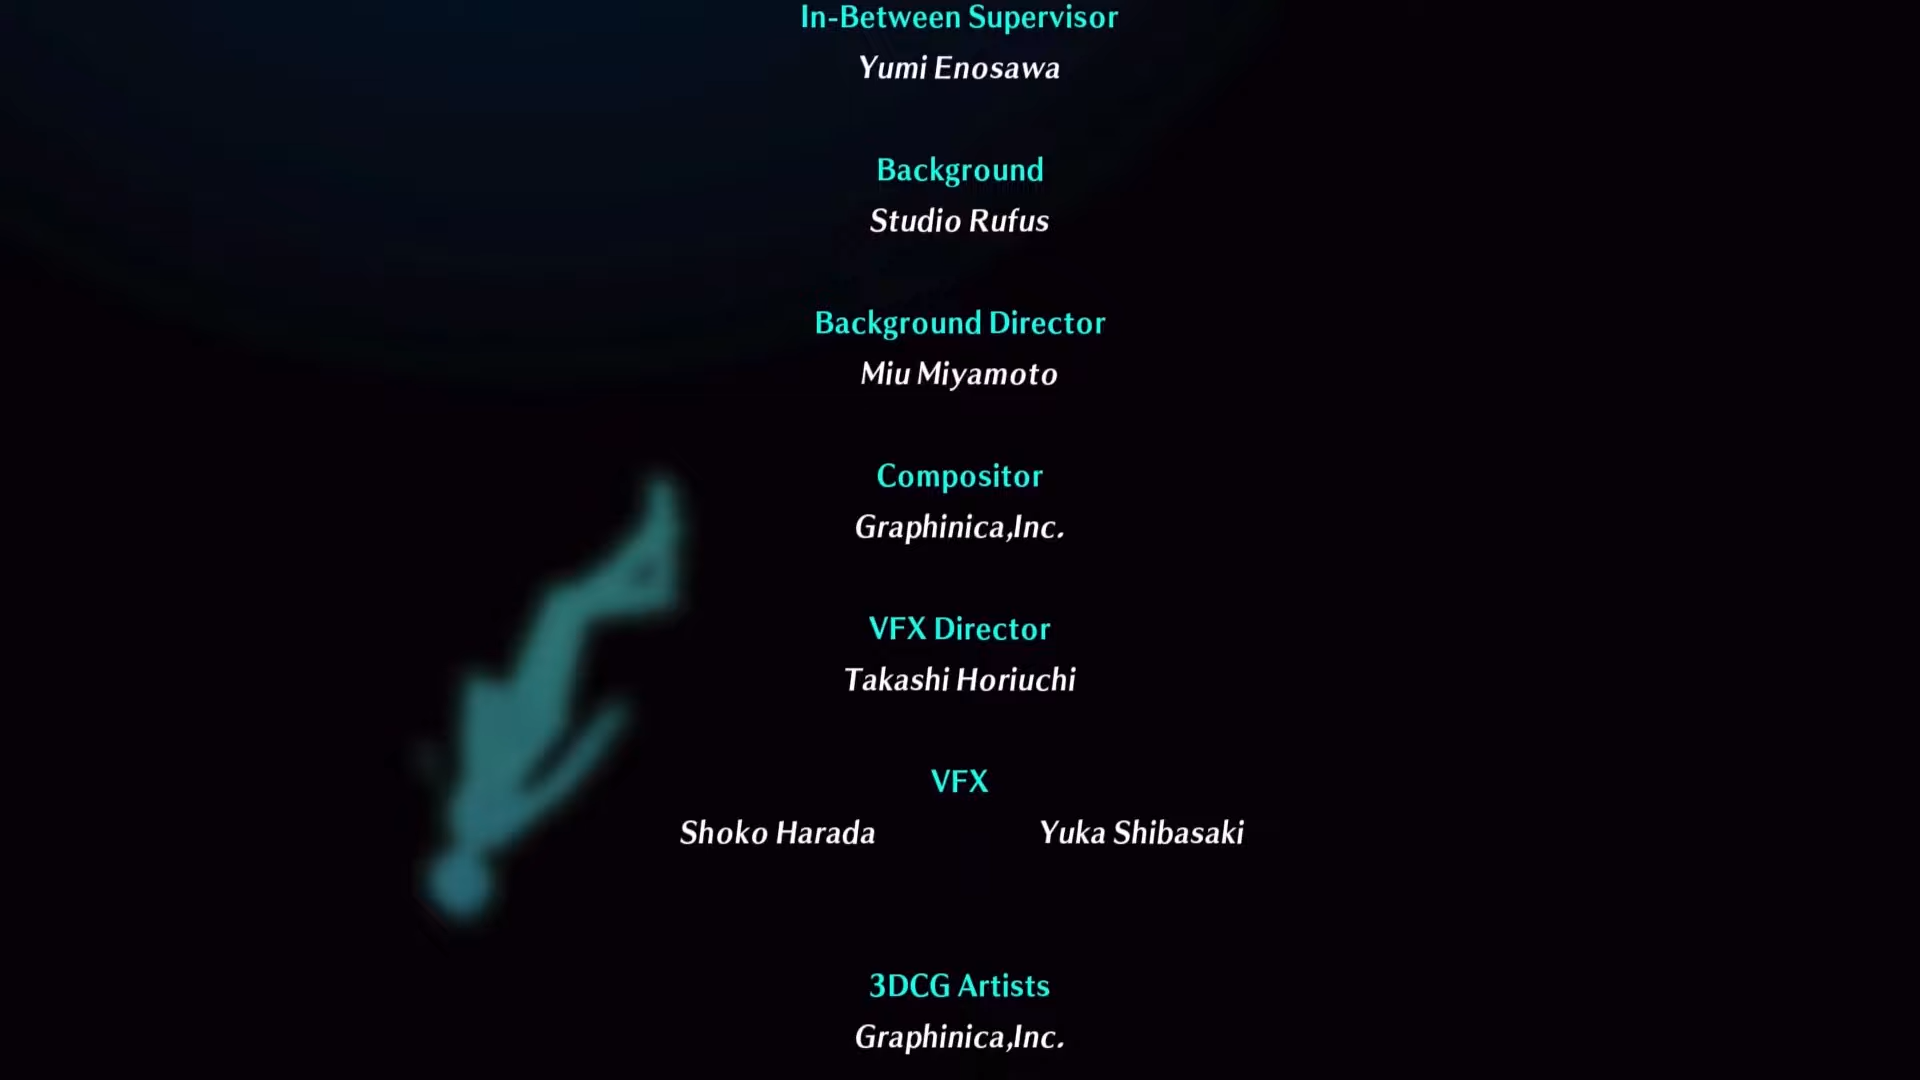 In-Between Supervisor
Yumi Enosawa
Background
Studio Rufus
Background Director
Miu Miyamoto
Compositor
Graphinica,Inc.
VFX Director
Takashi Horiuchi
VFX
Shoko Harada Yuka Shibasaki
3DCG Artists
Graphinica,Inc.